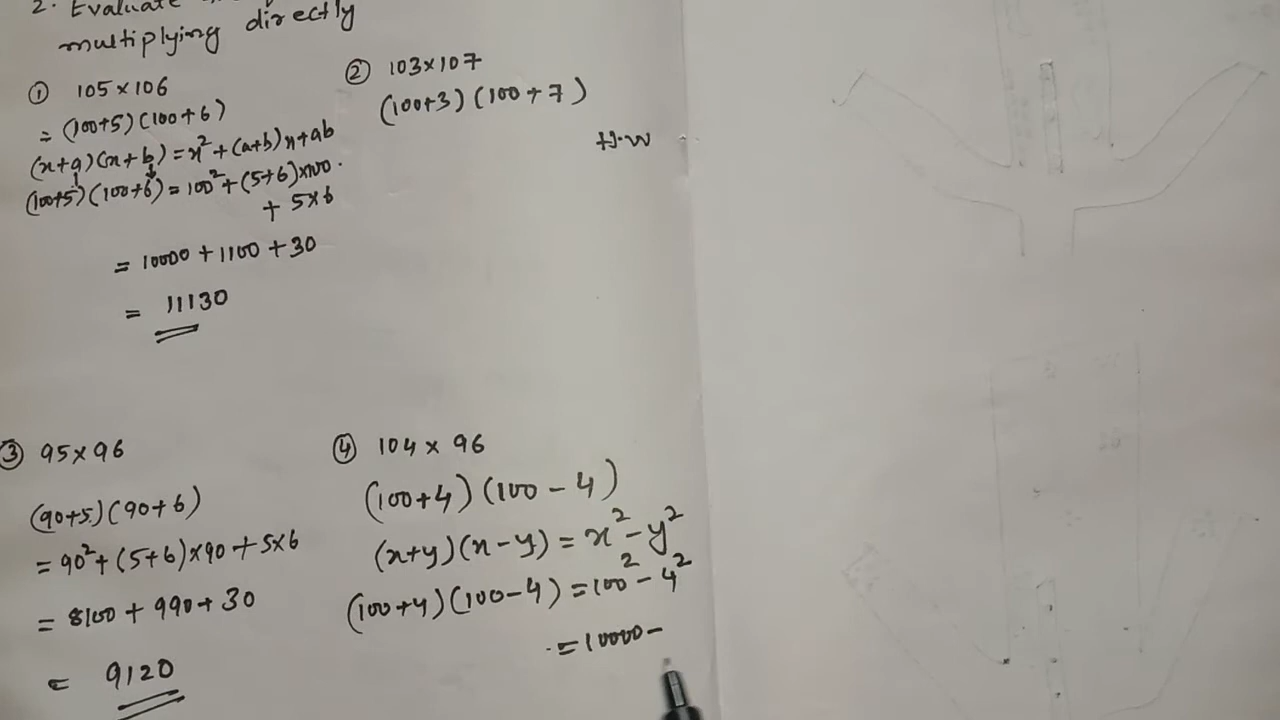 2. Evaluate
multiplying directly
① 105 × 106
= (100+5)(100+6)
(x+a)(x+b) = x² + (a+b)x + ab
(100+5)(100+6) = 100² + (5+6)×100
+ 5×6
= 10000 + 1100 + 30
= 11130
② 103×107
(100+3)(100+7)
H.W
③ 95×96
(90+5)(90+6)
= 90² + (5+6)×90 + 5×6
= 8100 + 990 + 30
= 9120
④ 104 × 96
(100+4)(100-4)
(x+y)(x-y) = x² - y²
(100+4)(100-4) = 100² - 4²
= 10000 -